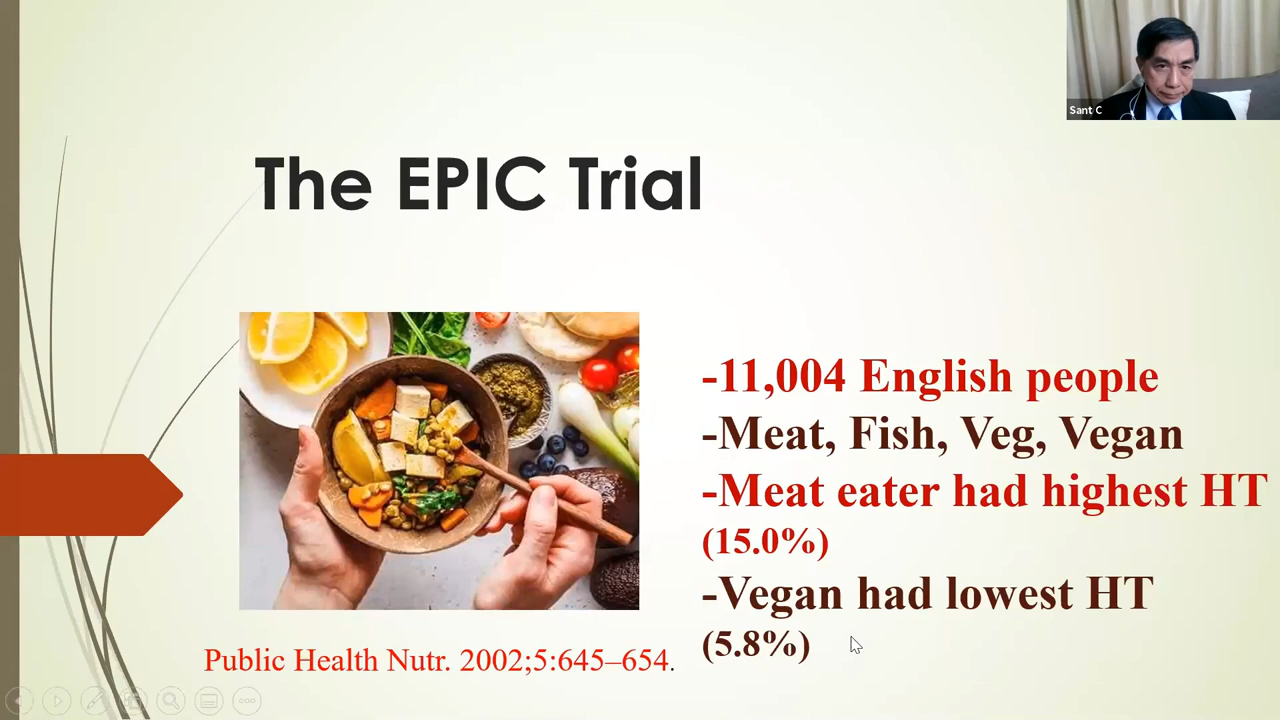 Sant C
The EPIC Trial
-11,004 English people
-Meat, Fish, Veg, Vegan
-Meat eater had highest HT
(15.0%)
-Vegan had lowest HT
(5.8%)
Public Health Nutr. 2002;5:645–654.